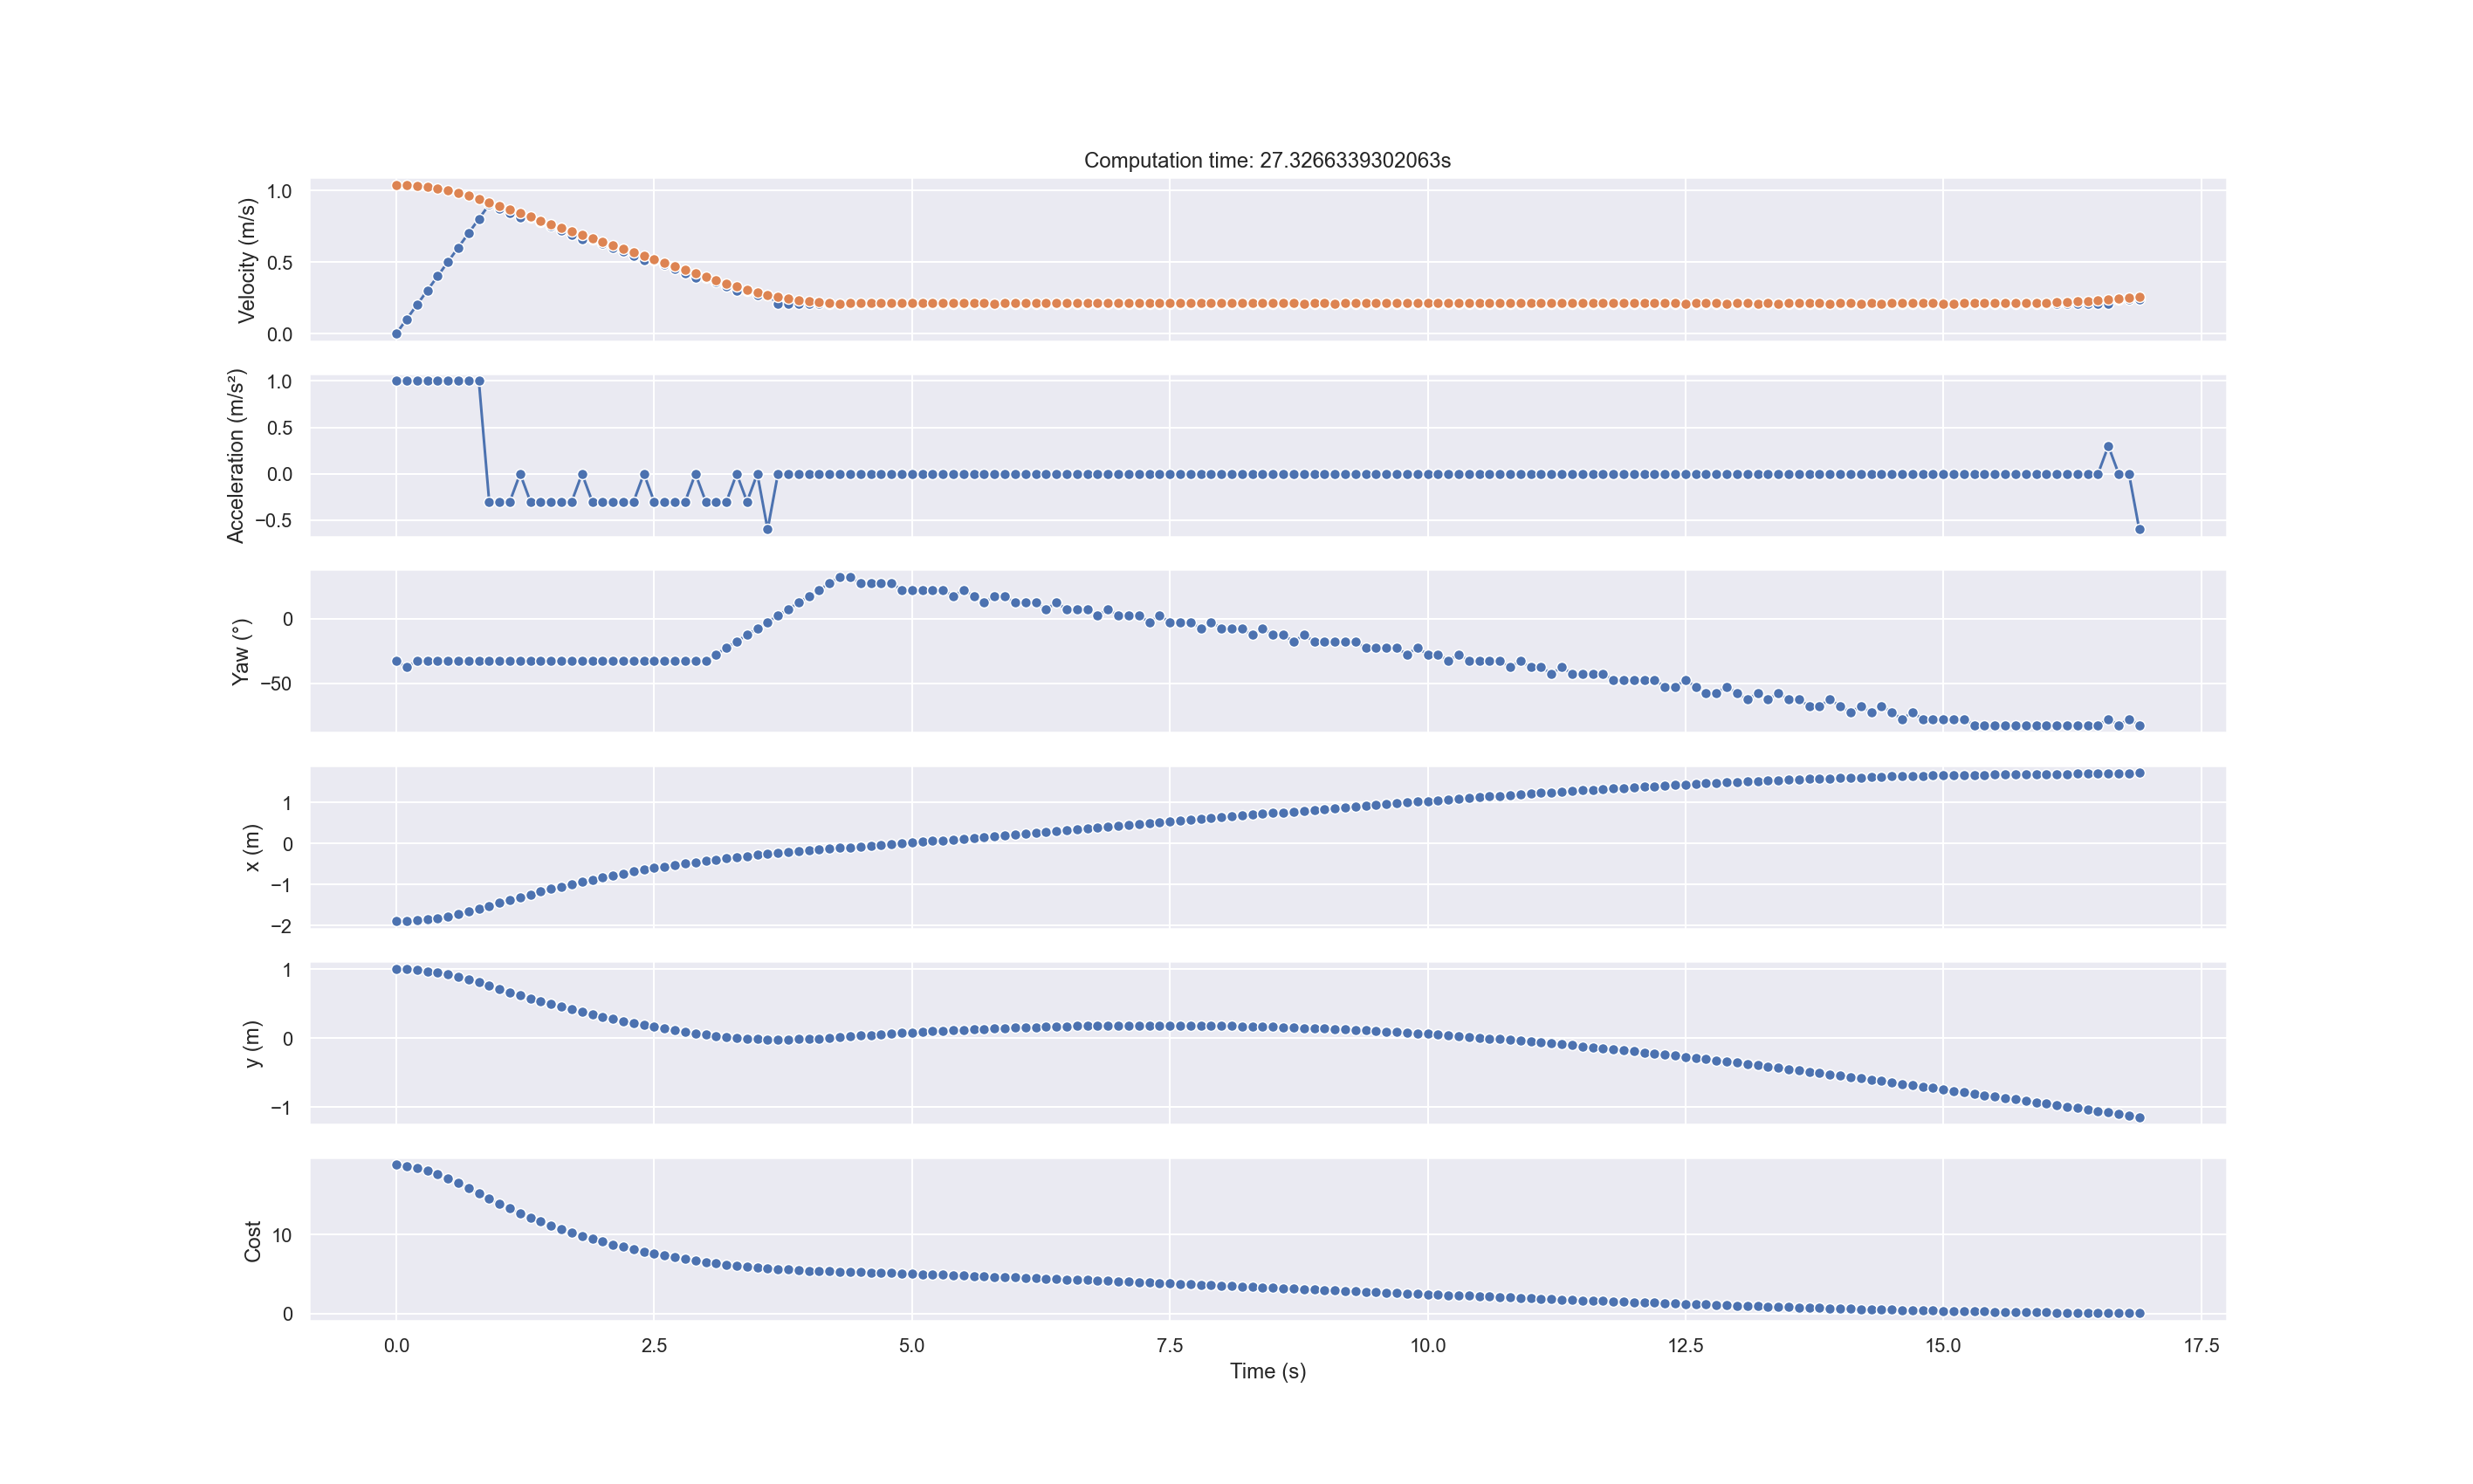 Computation time: 27.3266339302063s
Velocity (m/s)
1.0
0.5
0.0
Acceleration (m/s²)
1.0
0.5
0.0
−0.5
Yaw (°)
0
−50
x (m)
1
0
−1
−2
y (m)
1
0
−1
Cost
10
0
0.0 2.5 5.0 7.5 10.0 12.5 15.0 17.5
Time (s)